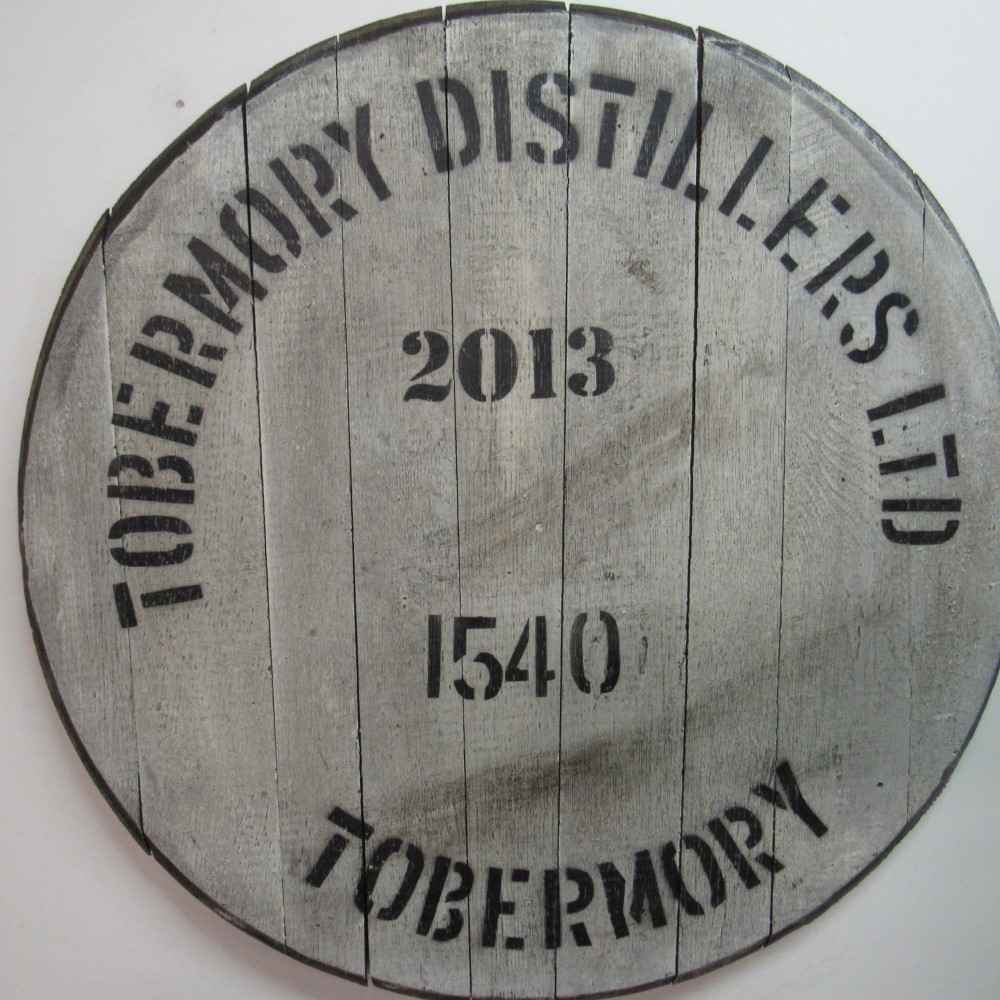 TOBERMORY DISTILLERS LTD
2013
1540
TOBERMORY